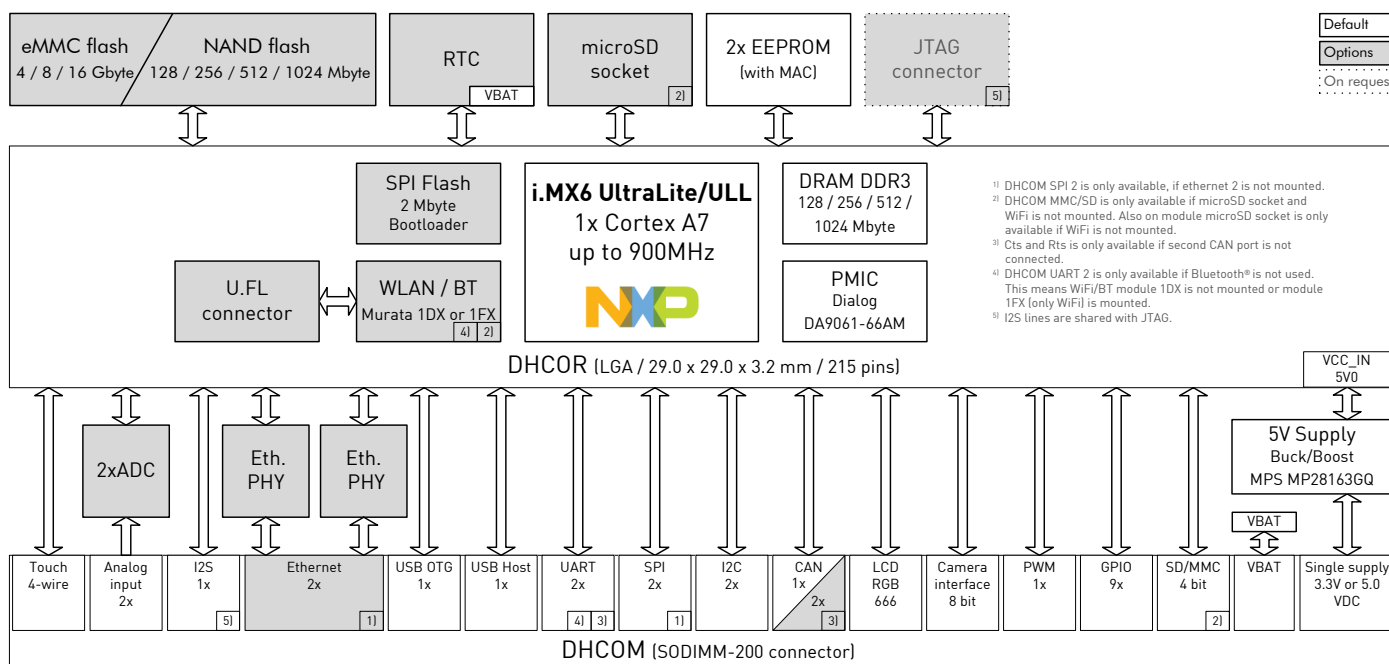 eMMC flash
4 / 8 / 16 Gbyte
NAND flash
128 / 256 / 512 / 1024 Mbyte
RTC
VBAT
microSD
socket
2)
2x EEPROM
(with MAC)
JTAG
connector
5)
Default
Options
On reques
SPI Flash
2 Mbyte
Bootloader
i.MX6 UltraLite/ULL
1x Cortex A7
up to 900MHz
NXP
DRAM DDR3
128 / 256 / 512 /
1024 Mbyte
U.FL
connector
WLAN / BT
Murata 1DX or 1FX
4) 2)
PMIC
Dialog
DA9061-66AM
1) DHCOM SPI 2 is only available, if ethernet 2 is not mounted.
2) DHCOM MMC/SD is only available if microSD socket and
WiFi is not mounted. Also on module microSD socket is only
available if WiFi is not mounted.
3) Cts and Rts is only available if second CAN port is not
connected.
4) DHCOM UART 2 is only available if Bluetooth® is not used.
This means WiFi/BT module 1DX is not mounted or module
1FX (only WiFi) is mounted.
5) I2S lines are shared with JTAG.
DHCOR (LGA / 29.0 x 29.0 x 3.2 mm / 215 pins)
VCC_IN
5V0
2xADC
Eth.
PHY
Eth.
PHY
5V Supply
Buck/Boost
MPS MP28163GQ
VBAT
Touch
4-wire
Analog
input
2x
I2S
1x
5)
Ethernet
2x
1)
USB OTG
1x
USB Host
1x
UART
2x
4) 3)
SPI
2x
1)
I2C
2x
CAN
1x
2x
3)
LCD
RGB
666
Camera
interface
8 bit
PWM
1x
GPIO
9x
SD/MMC
4 bit
2)
VBAT
Single supply
3.3V or 5.0
VDC
DHCOM (SODIMM-200 connector)